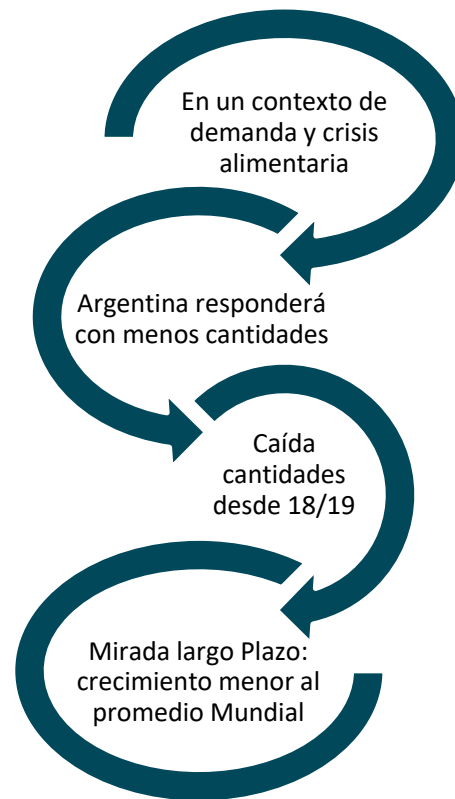 En un contexto de
demanda y crisis
alimentaria
Argentina responderá
con menos cantidades
Caída
cantidades
desde 18/19
Mirada largo Plazo:
crecimiento menor al
promedio Mundial